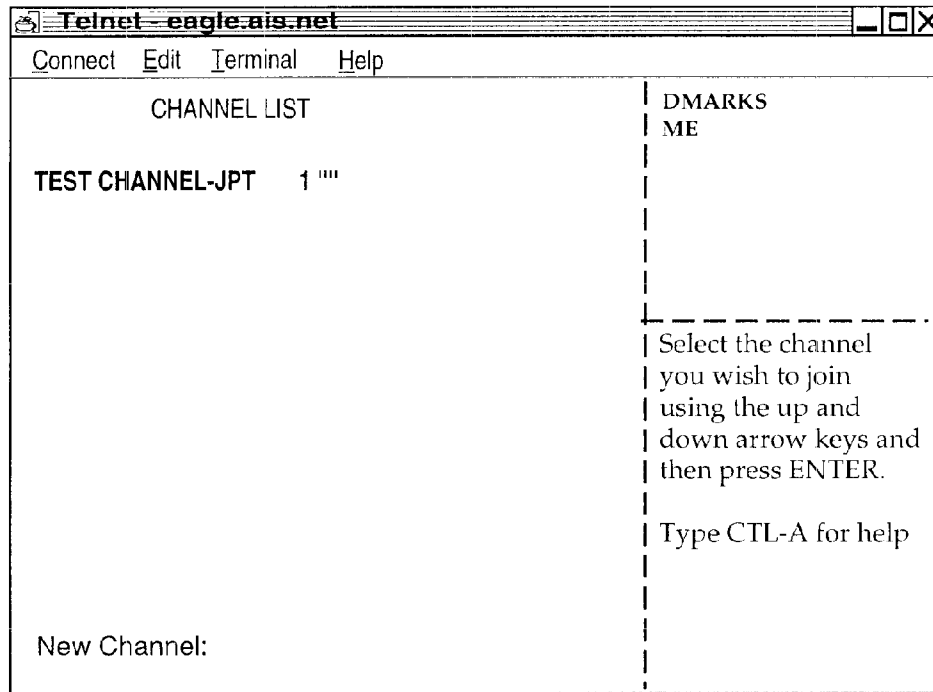 Telnet - eagle.ais.net
Connect Edit Terminal Help
CHANNEL LIST
TEST CHANNEL-JPT 1 ""
New Channel:
DMARKS
ME
Select the channel
you wish to join
using the up and
down arrow keys and
then press ENTER.
Type CTL-A for help